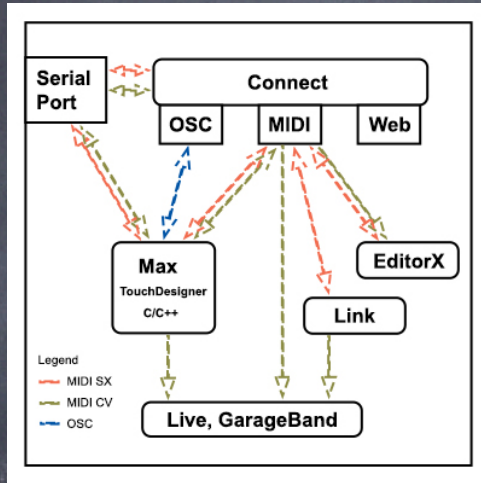 Serial
Port
Connect
OSC
MIDI
Web
Max
TouchDesigner
C/C++
EditorX
Link
Legend
MIDI SX
MIDI CV
OSC
Live, GarageBand